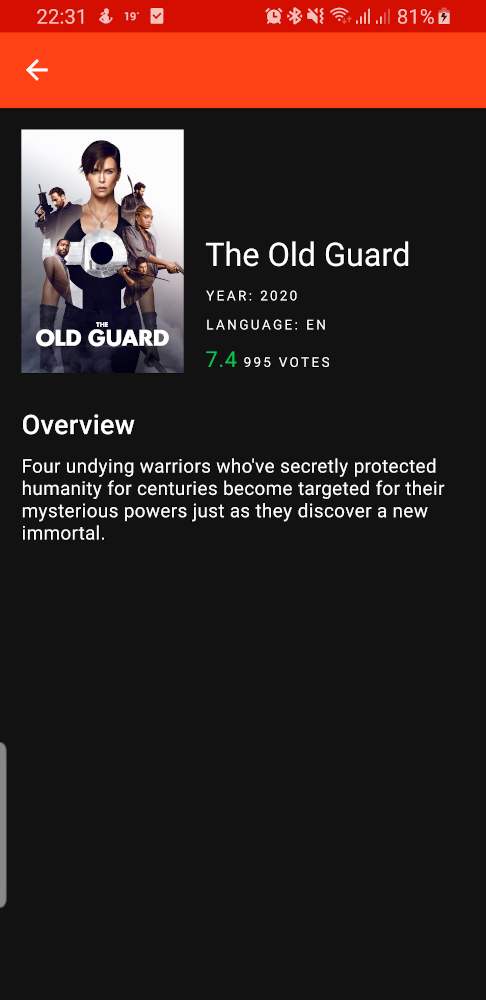 22:31 19° 81%
THE
OLD GUARD
The Old Guard
YEAR: 2020
LANGUAGE: EN
7.4 995 VOTES
Overview
Four undying warriors who've secretly protected
humanity for centuries become targeted for their
mysterious powers just as they discover a new
immortal.